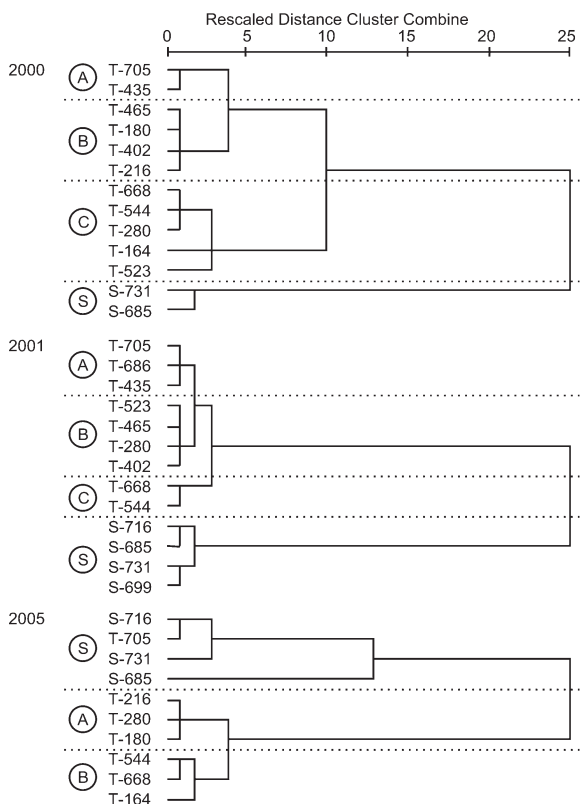 Rescaled Distance Cluster Combine
0 5 10 15 20 25
2000
A
T-705
T-435
B
T-465
T-180
T-402
T-216
C
T-668
T-544
T-280
T-164
T-523
S
S-731
S-685
2001
A
T-705
T-686
T-435
B
T-523
T-465
T-280
T-402
C
T-668
T-544
S
S-716
S-685
S-731
S-699
2005
S
S-716
T-705
S-731
S-685
A
T-216
T-280
T-180
B
T-544
T-668
T-164